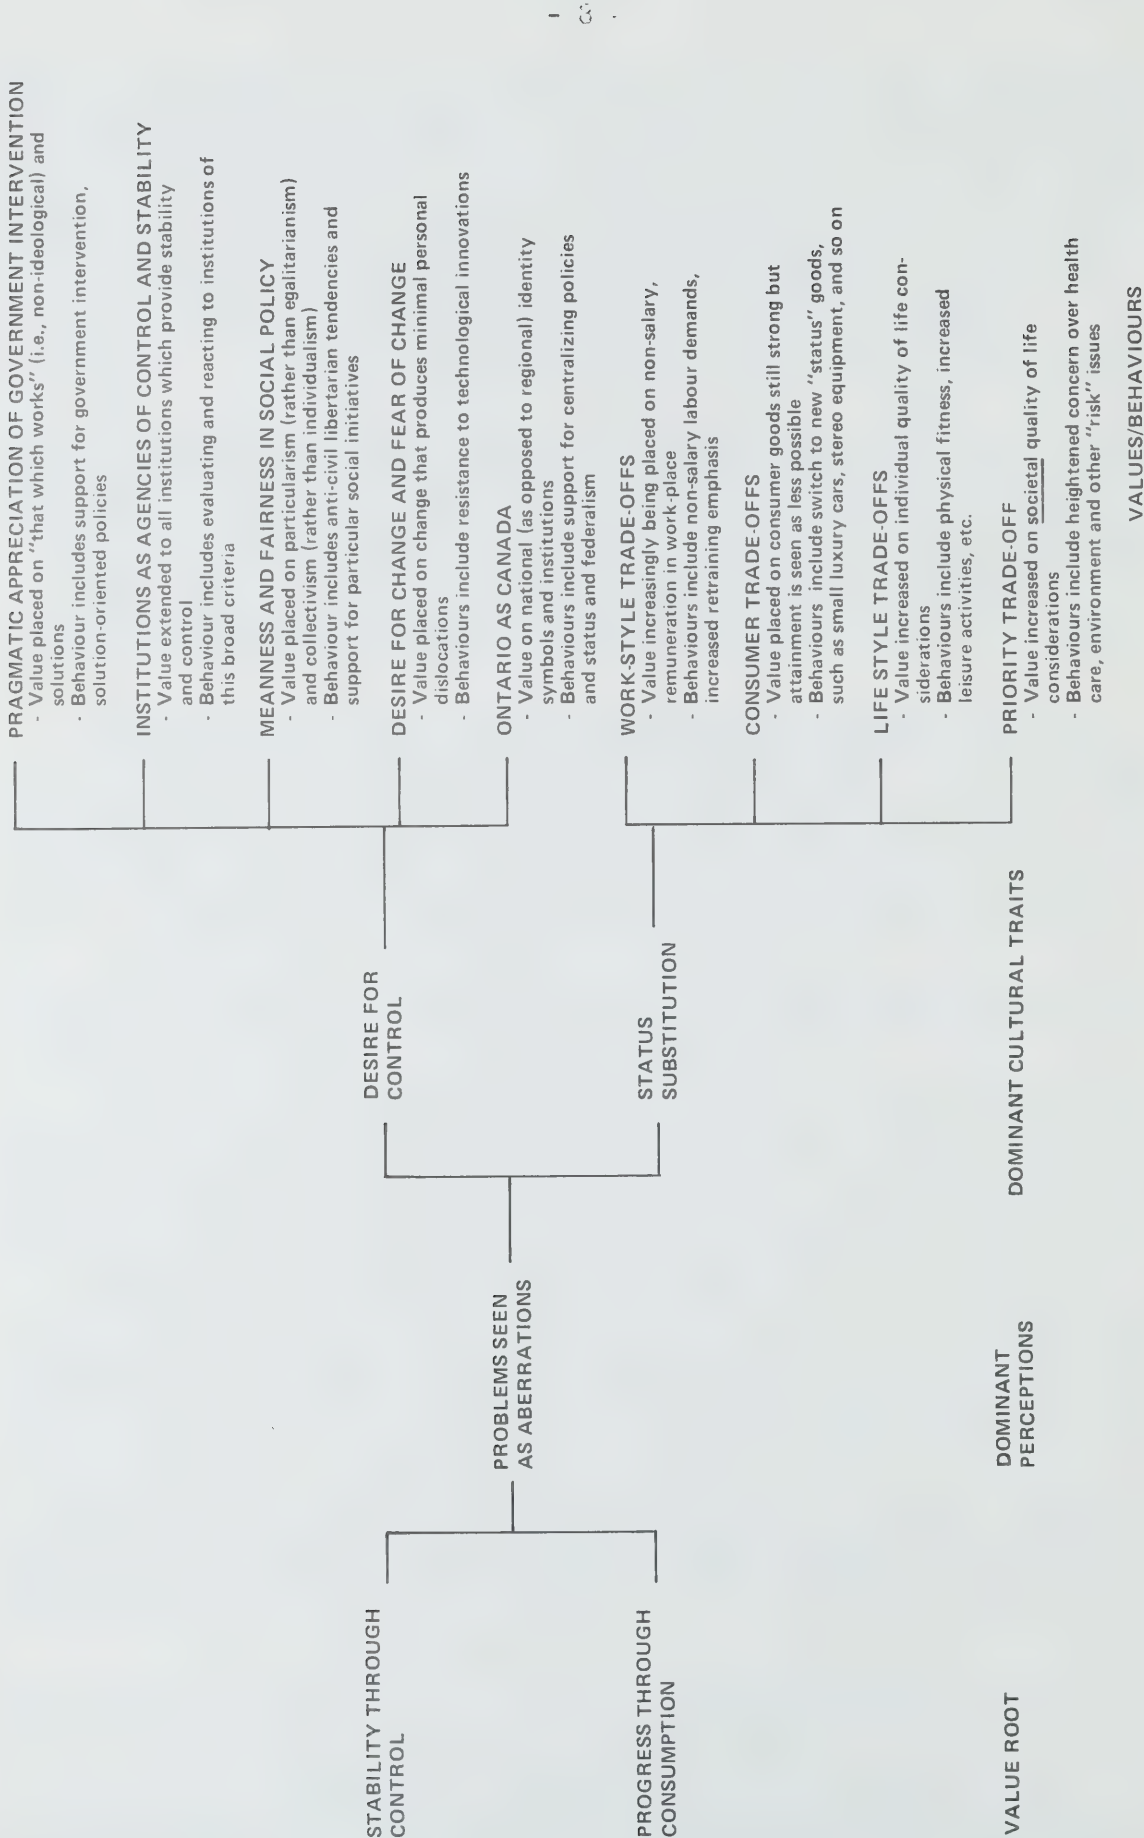 - 8 -
PRAGMATIC APPRECIATION OF GOVERNMENT INTERVENTION
- Value placed on "that which works" (i.e., non-ideological) and
solutions
- Behaviour includes support for government intervention,
solution-oriented policies
INSTITUTIONS AS AGENCIES OF CONTROL AND STABILITY
- Value extended to all institutions which provide stability
and control
- Behaviour includes evaluating and reacting to institutions of
this broad criteria
MEANNESS AND FAIRNESS IN SOCIAL POLICY
- Value placed on particularism (rather than egalitarianism)
and collectivism (rather than individualism)
- Behaviour includes anti-civil libertarian tendencies and
support for particular social initiatives
DESIRE FOR CHANGE AND FEAR OF CHANGE
- Value placed on change that produces minimal personal
dislocations
- Behaviours include resistance to technological innovations
ONTARIO AS CANADA
- Value on national (as opposed to regional) identity
symbols and institutions
- Behaviours include support for centralizing policies
and status and federalism
WORK-STYLE TRADE-OFFS
- Value increasingly being placed on non-salary,
remuneration in work-place
- Behaviours include non-salary labour demands,
increased retraining emphasis
CONSUMER TRADE-OFFS
- Value placed on consumer goods still strong but
attainment is seen as less possible
- Behaviours include switch to new "status" goods,
such as small luxury cars, stereo equipment, and so on
LIFE STYLE TRADE-OFFS
- Value increased on individual quality of life con-
siderations
- Behaviours include physical fitness, increased
leisure activities, etc.
PRIORITY TRADE-OFF
- Value increased on societal quality of life
considerations
- Behaviours include heightened concern over health
care, environment and other "risk" issues
DESIRE FOR
CONTROL
STATUS
SUBSTITUTION
PROBLEMS SEEN
AS ABERRATIONS
STABILITY THROUGH
CONTROL
PROGRESS THROUGH
CONSUMPTION
VALUE ROOT
DOMINANT
PERCEPTIONS
DOMINANT CULTURAL TRAITS
VALUES/BEHAVIOURS